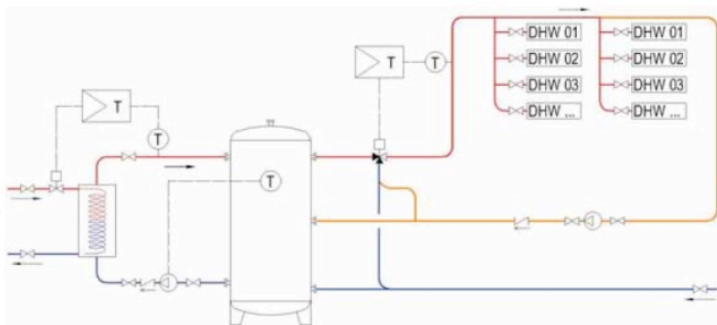 DHW 01 DHW 01
DHW 02 DHW 02
DHW 03 DHW 03
DHW ... DHW ...
T T
T T
T